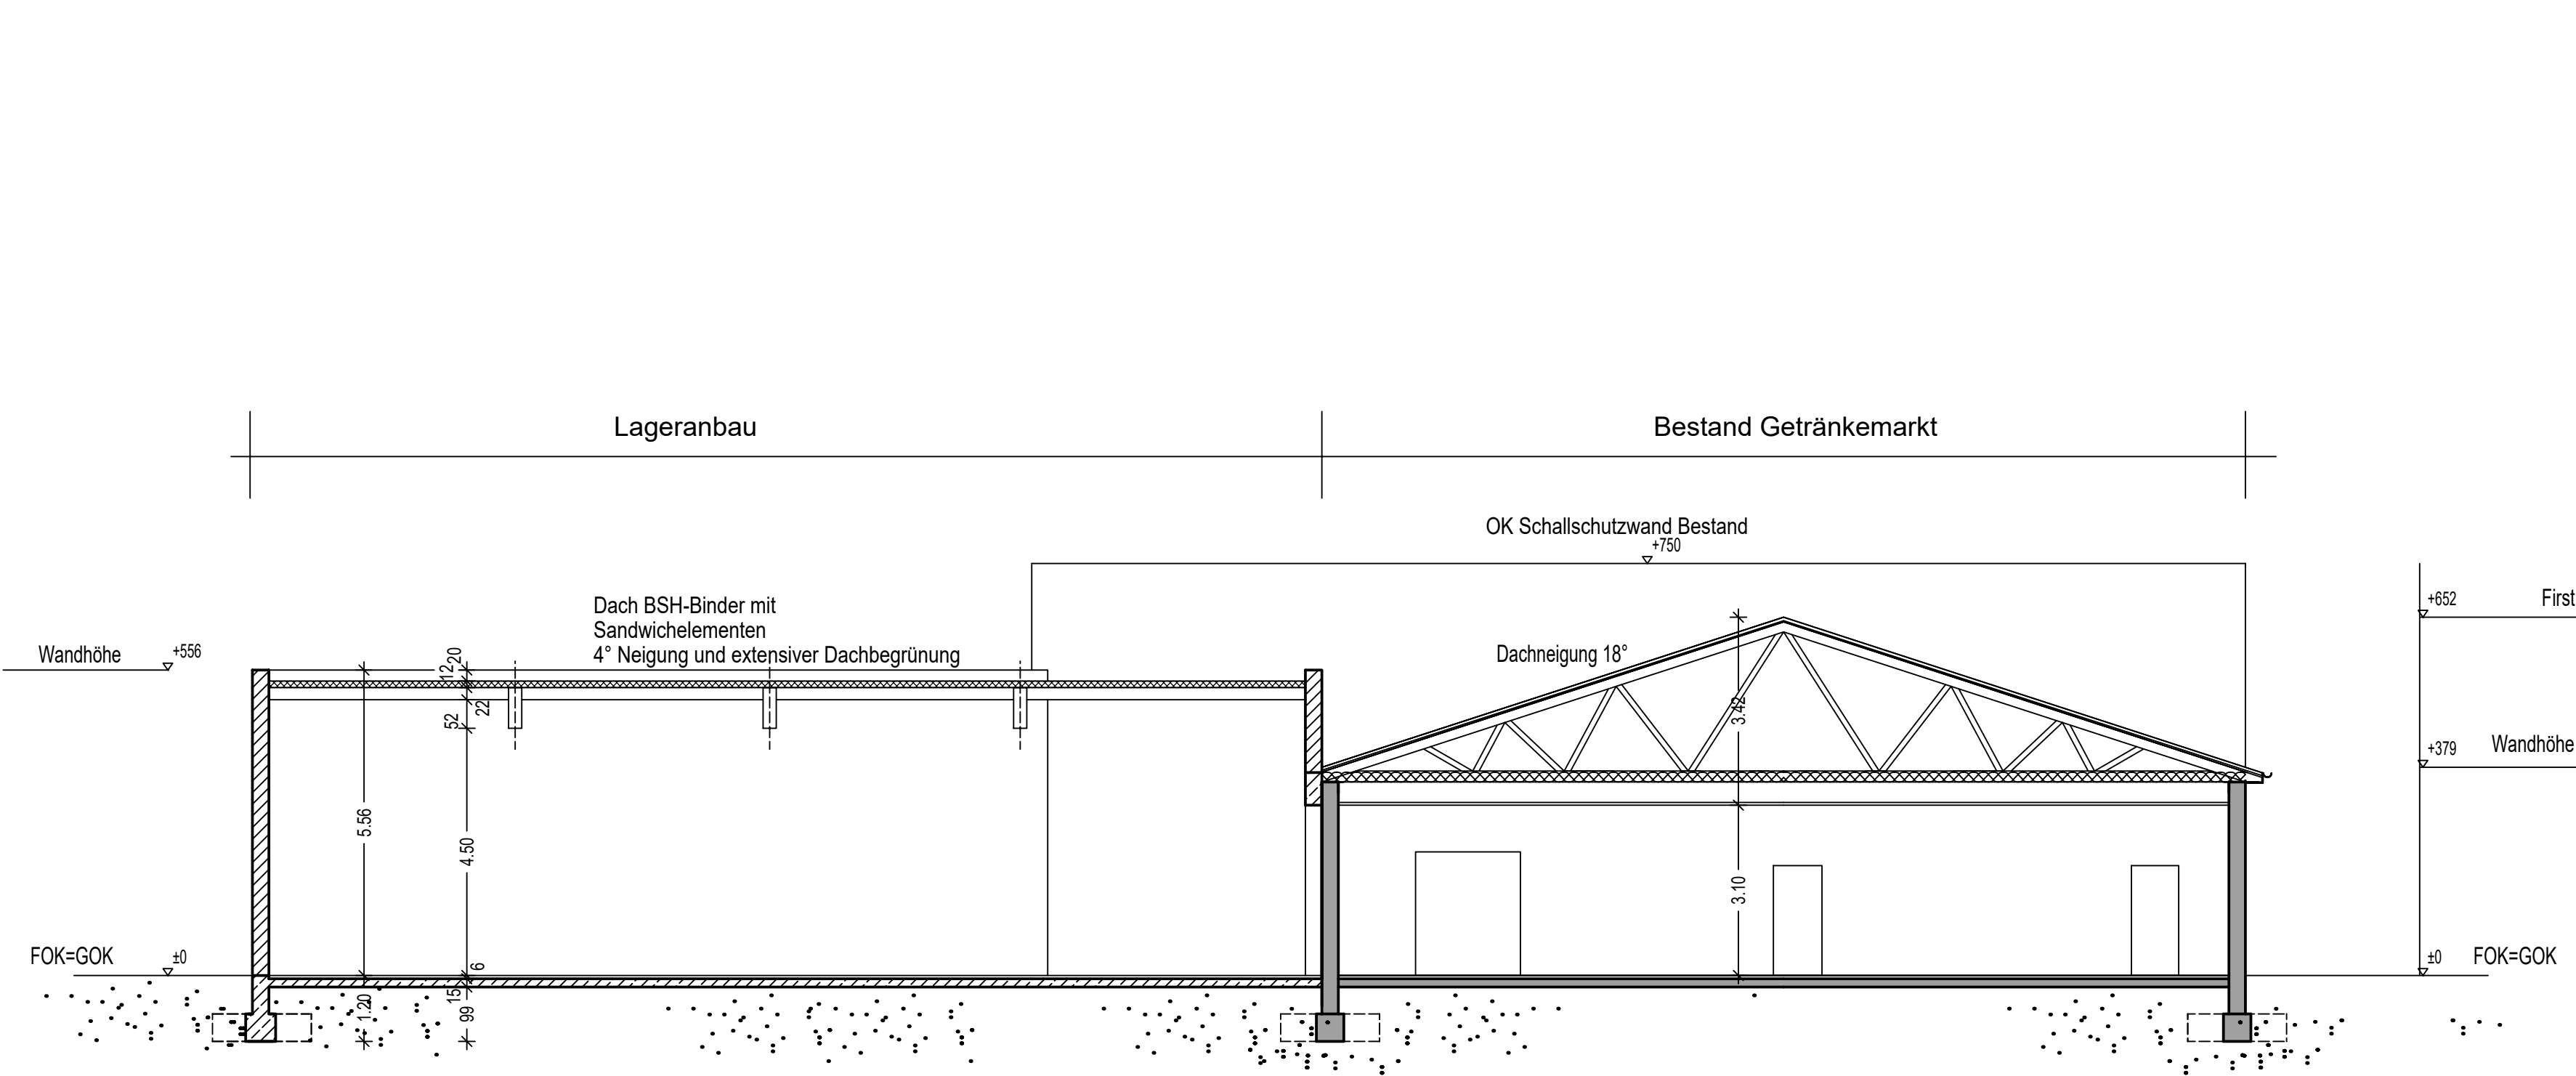 Lageranbau
Bestand Getränkemarkt
OK Schallschutzwand Bestand
+750
Dach BSH-Binder mit
Sandwichelementen
4° Neigung und extensiver Dachbegrünung
Wandhöhe
+556
Dachneigung 18°
+652
First
+379
Wandhöhe
20
12
22
52
3.42
5.56
4.50
3.10
FOK=GOK
±0
6
±0
FOK=GOK
1.20
15
99